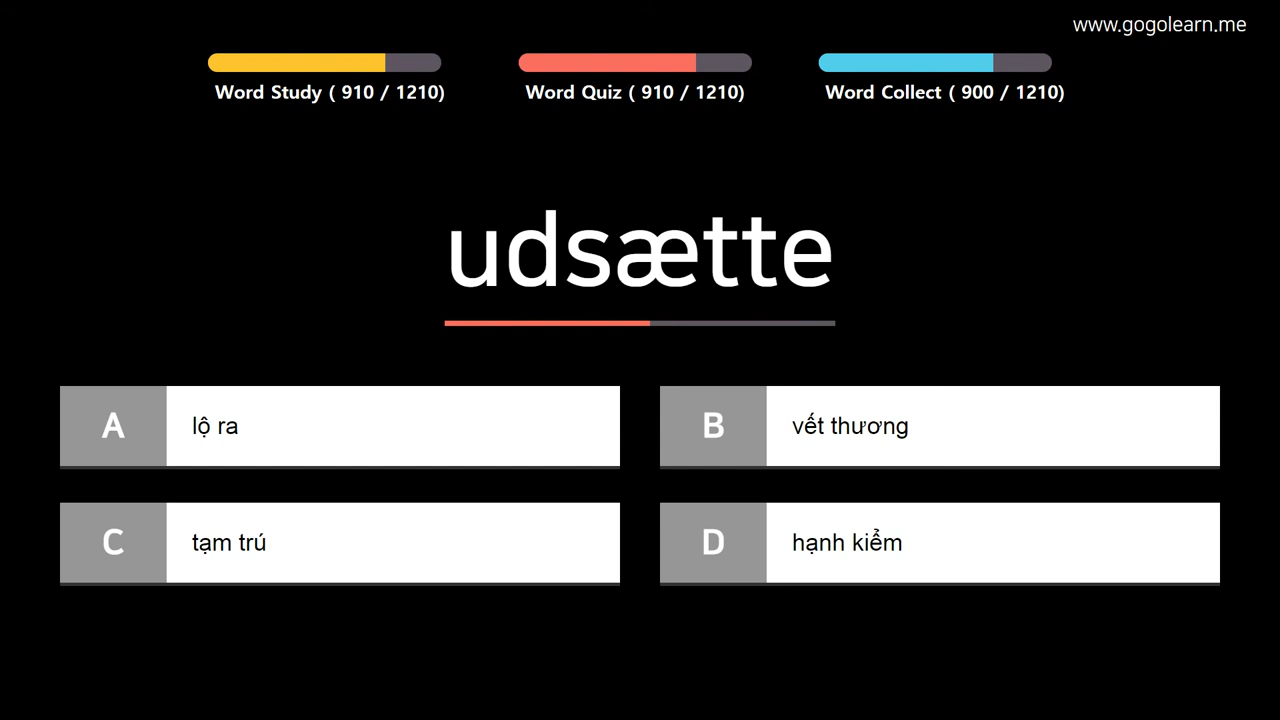 www.gogolearn.me
Word Study ( 910 / 1210)
Word Quiz ( 910 / 1210)
Word Collect ( 900 / 1210)
udsætte
A
lộ ra
B
vết thương
C
tạm trú
D
hạnh kiểm